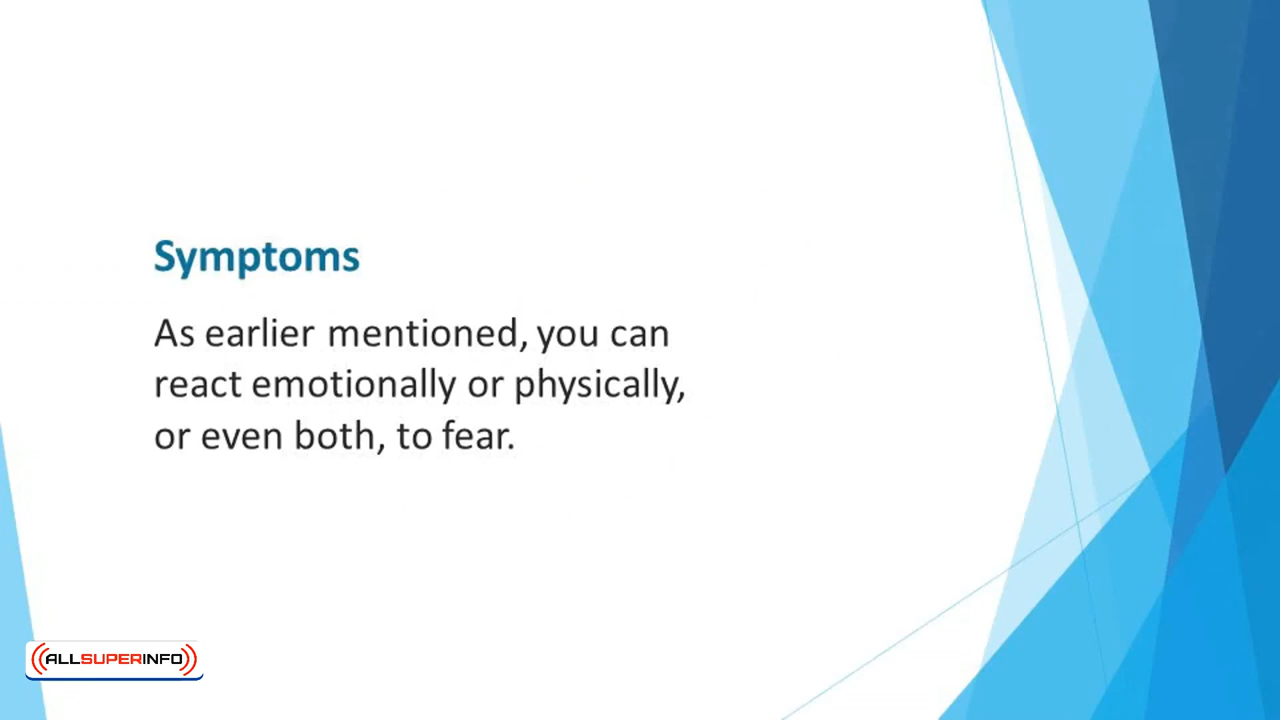 Symptoms
As earlier mentioned, you can
react emotionally or physically,
or even both, to fear.
ALLSUPERINFO